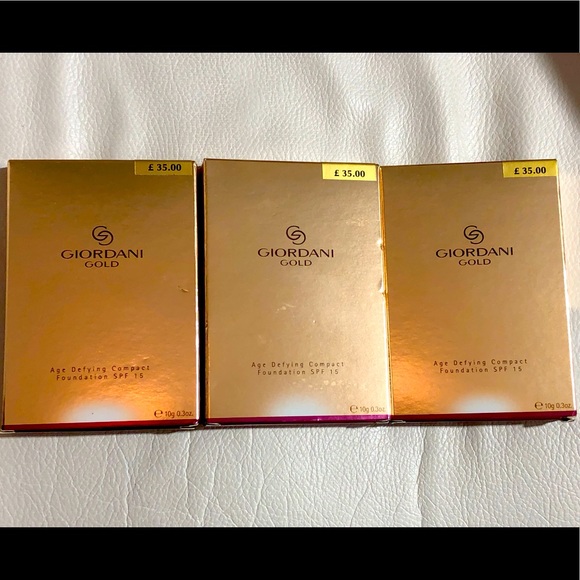 £ 35.00
GIORDANI
GOLD
Age Defying Compact
Foundation SPF 15
℮ 10g 0.3oz.
£ 35.00
GIORDANI
GOLD
Age Defying Compact
Foundation SPF 15
℮ 10g 0.3oz.
£ 35.00
GIORDANI
GOLD
Age Defying Compact
Foundation SPF 15
℮ 10g 0.3oz.